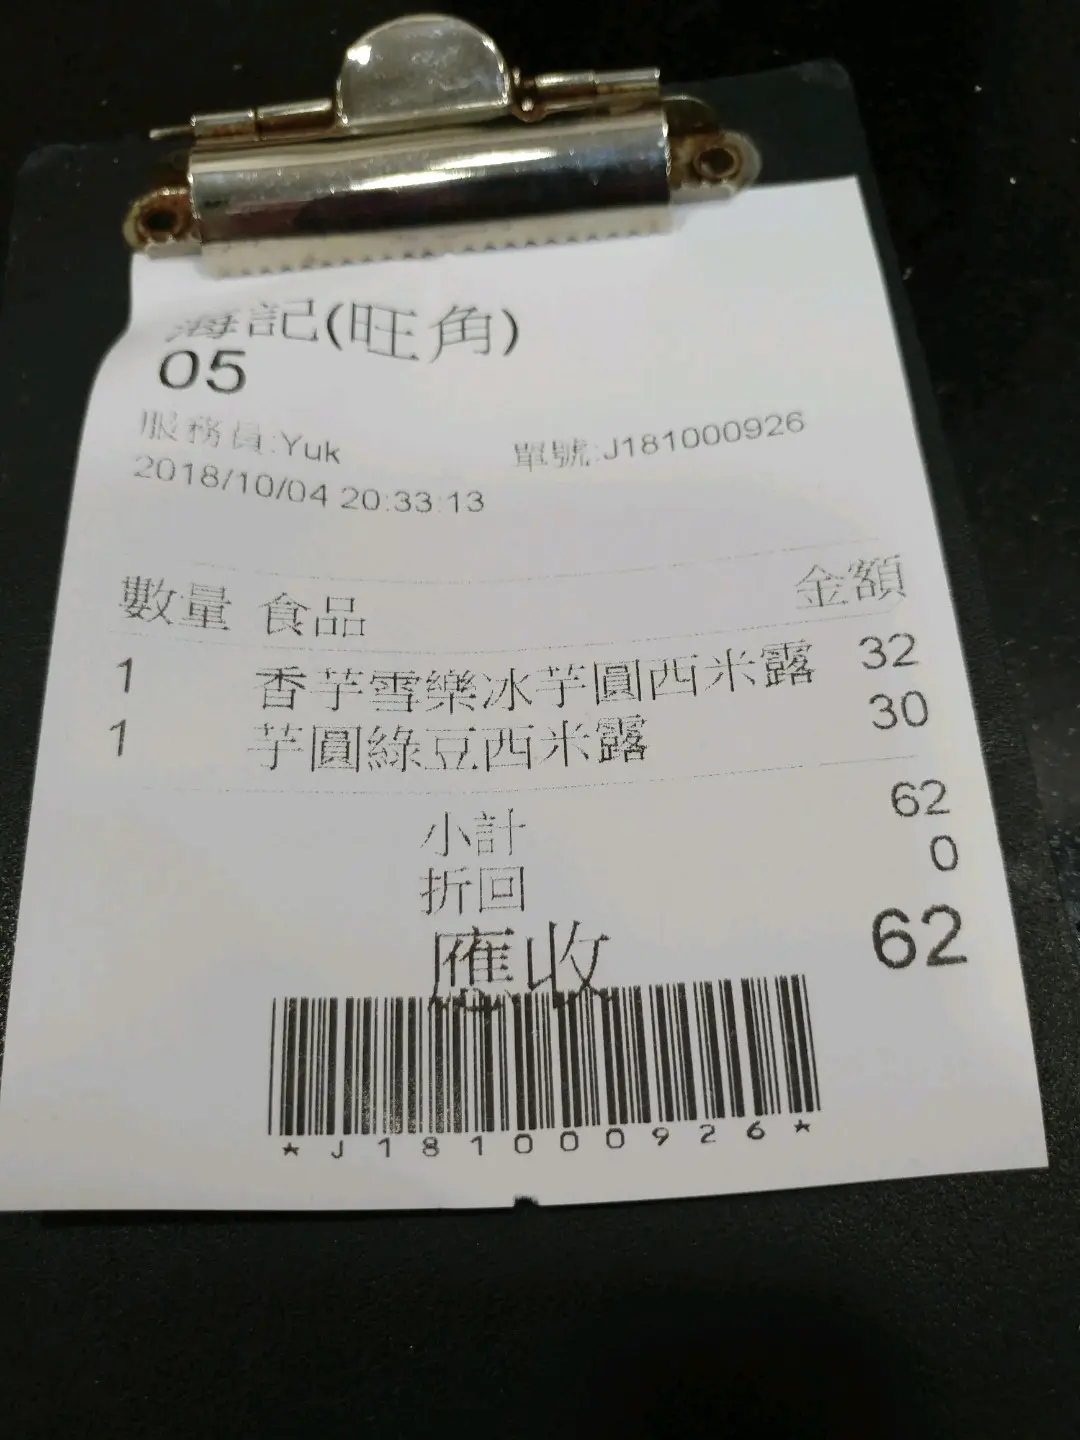 海記(旺角)
05
服務員:Yuk 單號:J181000926
2018/10/04 20:33:13
數量 食品 金額
1 香芋雪樂冰芋圓西米露 32
1 芋圓綠豆西米露 30
小計 62
折回 0
應收 62
*J181000926*